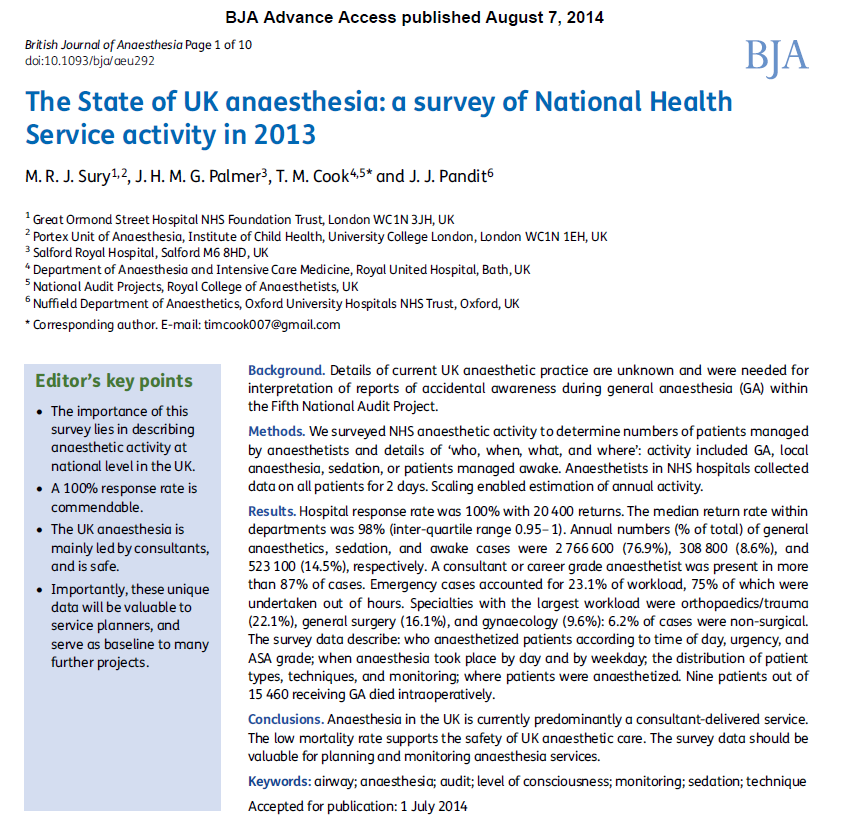 BJA Advance Access published August 7, 2014
British Journal of Anaesthesia Page 1 of 10
doi:10.1093/bja/aeu292
BJA
The State of UK anaesthesia: a survey of National Health
Service activity in 2013
M. R. J. Sury1,2, J. H. M. G. Palmer3, T. M. Cook4,5* and J. J. Pandit6
1 Great Ormond Street Hospital NHS Foundation Trust, London WC1N 3JH, UK
2 Portex Unit of Anaesthesia, Institute of Child Health, University College London, London WC1N 1EH, UK
3 Salford Royal Hospital, Salford M6 8HD, UK
4 Department of Anaesthesia and Intensive Care Medicine, Royal United Hospital, Bath, UK
5 National Audit Projects, Royal College of Anaesthetists, UK
6 Nuffield Department of Anaesthetics, Oxford University Hospitals NHS Trust, Oxford, UK
* Corresponding author. E-mail: timcook007@gmail.com
Editor's key points
• The importance of this
survey lies in describing
anaesthetic activity at
national level in the UK.
• A 100% response rate is
commendable.
• The UK anaesthesia is
mainly led by consultants,
and is safe.
• Importantly, these unique
data will be valuable to
service planners, and
serve as baseline to many
further projects.
Background. Details of current UK anaesthetic practice are unknown and were needed for
interpretation of reports of accidental awareness during general anaesthesia (GA) within
the Fifth National Audit Project.
Methods. We surveyed NHS anaesthetic activity to determine numbers of patients managed
by anaesthetists and details of 'who, when, what, and where': activity included GA, local
anaesthesia, sedation, or patients managed awake. Anaesthetists in NHS hospitals collected
data on all patients for 2 days. Scaling enabled estimation of annual activity.
Results. Hospital response rate was 100% with 20 400 returns. The median return rate within
departments was 98% (inter-quartile range 0.95–1). Annual numbers (% of total) of general
anaesthetics, sedation, and awake cases were 2 766 600 (76.9%), 308 800 (8.6%), and
523 100 (14.5%), respectively. A consultant or career grade anaesthetist was present in more
than 87% of cases. Emergency cases accounted for 23.1% of workload, 75% of which were
undertaken out of hours. Specialties with the largest workload were orthopaedics/trauma
(22.1%), general surgery (16.1%), and gynaecology (9.6%): 6.2% of cases were non-surgical.
The survey data describe: who anaesthetized patients according to time of day, urgency, and
ASA grade; when anaesthesia took place by day and by weekday; the distribution of patient
types, techniques, and monitoring; where patients were anaesthetized. Nine patients out of
15 460 receiving GA died intraoperatively.
Conclusions. Anaesthesia in the UK is currently predominantly a consultant-delivered service.
The low mortality rate supports the safety of UK anaesthetic care. The survey data should be
valuable for planning and monitoring anaesthesia services.
Keywords: airway; anaesthesia; audit; level of consciousness; monitoring; sedation; technique
Accepted for publication: 1 July 2014